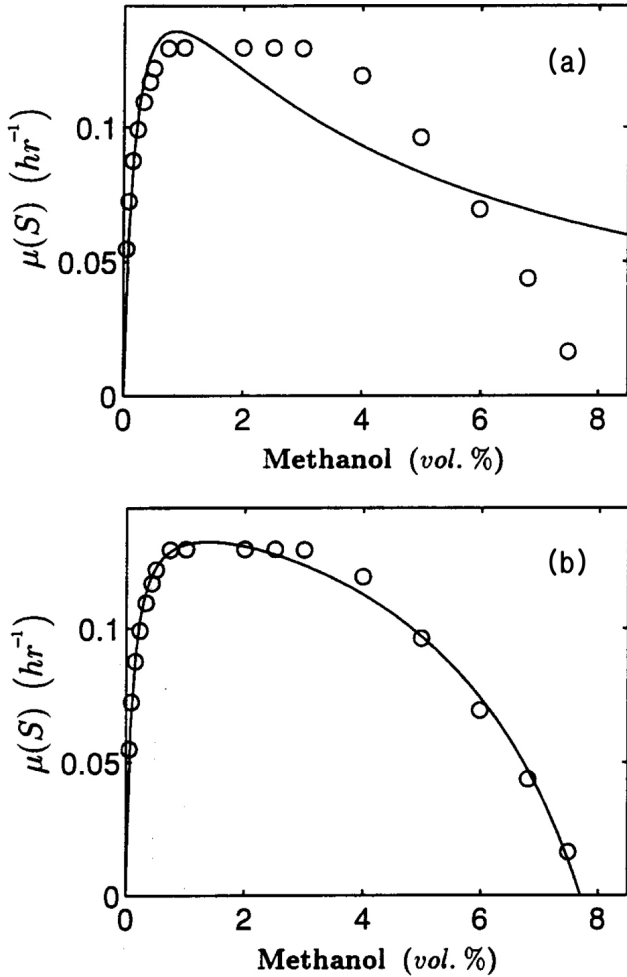 (a)
0.1
0.05
0
μ(S) (hr⁻¹)
0 2 4 6 8
Methanol (vol. %)
(b)
0.1
0.05
0
μ(S) (hr⁻¹)
0 2 4 6 8
Methanol (vol. %)